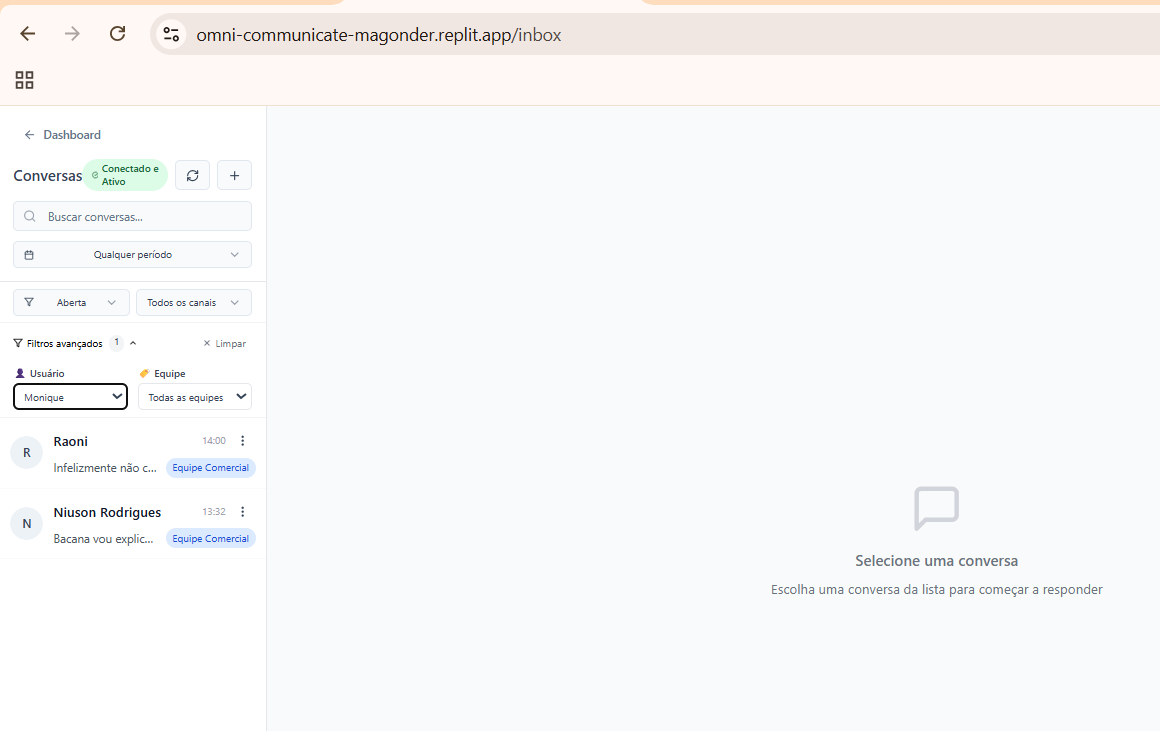 omni-communicate-magonder.replit.app/inbox
Dashboard
Conversas
Conectado e
Ativo
Buscar conversas...
Qualquer período
Aberta
Todos os canais
Filtros avançados 1
Limpar
Usuário
Equipe
Monique
Todas as equipes
R
Raoni
14:00
Infelizmente não c...
Equipe Comercial
N
Niuson Rodrigues
13:32
Bacana vou explic...
Equipe Comercial
Selecione uma conversa
Escolha uma conversa da lista para começar a responder